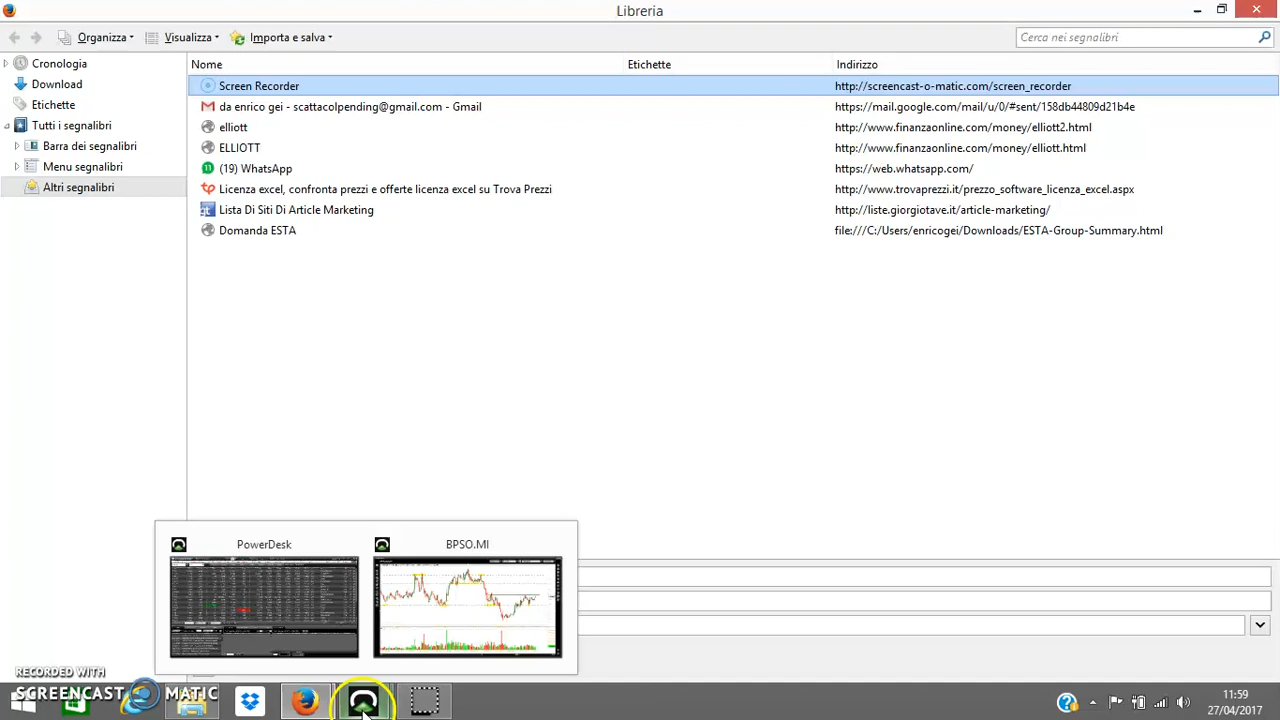 Libreria
Organizza
Visualizza
Importa e salva
Cerca nei segnalibri
Cronologia
Download
Etichette
Tutti i segnalibri
Barra dei segnalibri
Menu segnalibri
Altri segnalibri
Nome Etichette Indirizzo
Screen Recorder http://screencast-o-matic.com/screen_recorder
da enrico gei - scattacolpending@gmail.com - Gmail https://mail.google.com/mail/u/0/#sent/158db44809d21b4e
elliott http://www.finanzaonline.com/money/elliott2.html
ELLIOTT http://www.finanzaonline.com/money/elliott.html
(19) WhatsApp https://web.whatsapp.com/
Licenza excel, confronta prezzi e offerte licenza excel su Trova Prezzi http://www.trovaprezzi.it/prezzo_software_licenza_excel.aspx
Lista Di Siti Di Article Marketing http://liste.giorgiotave.it/article-marketing/
Domanda ESTA file:///C:/Users/enricogei/Downloads/ESTA-Group-Summary.html
PowerDesk BPSO.MI
RECORDED WITH
SCREENCAST MATIC
11:59
27/04/2017